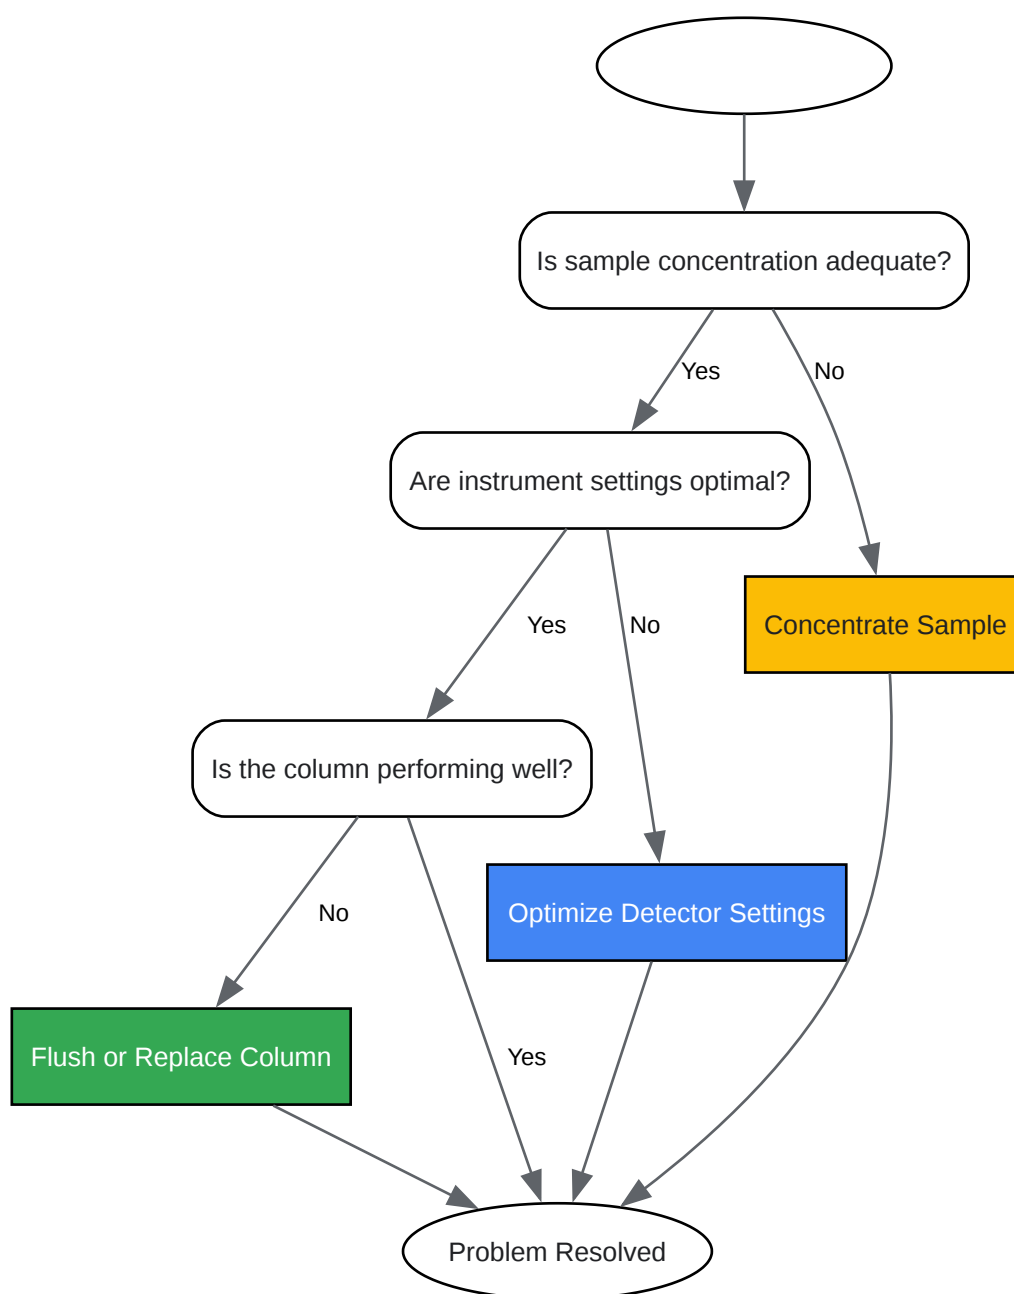 Is sample concentration adequate?
Yes
No
Are instrument settings optimal?
Yes
No
Concentrate Sample
Is the column performing well?
No
Optimize Detector Settings
Flush or Replace Column
Yes
Problem Resolved